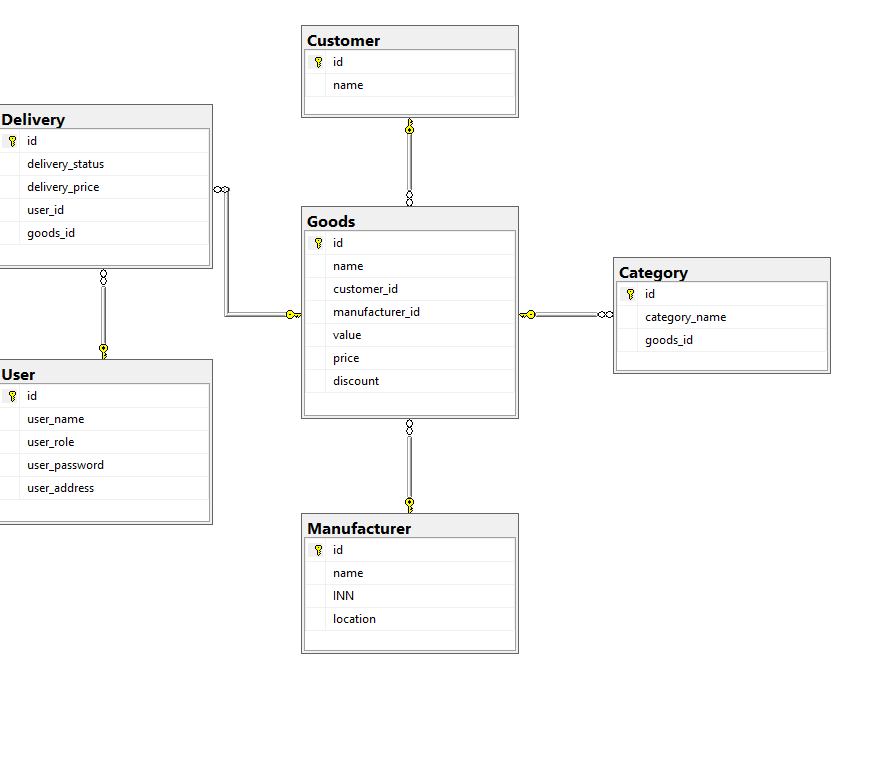 Customer
id
name
Delivery
id
delivery_status
delivery_price
user_id
goods_id
Goods
id
name
customer_id
manufacturer_id
value
price
discount
Category
id
category_name
goods_id
User
id
user_name
user_role
user_password
user_address
Manufacturer
id
name
INN
location